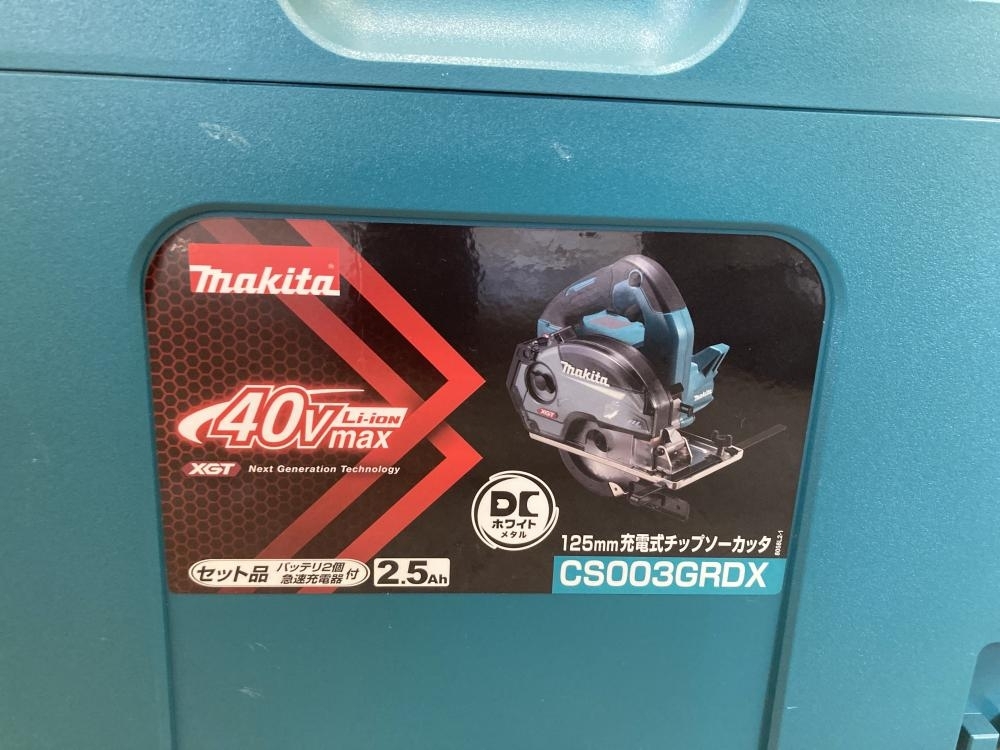 makita
40Vmax Li-ion
XGT Next Generation Technology
makita
XGT
makita
DC
ホワイト
メタル
125mm充電式チップソーカッタ
CS003GRDX
セット品 バッテリ2個
急速充電器付
2.5Ah